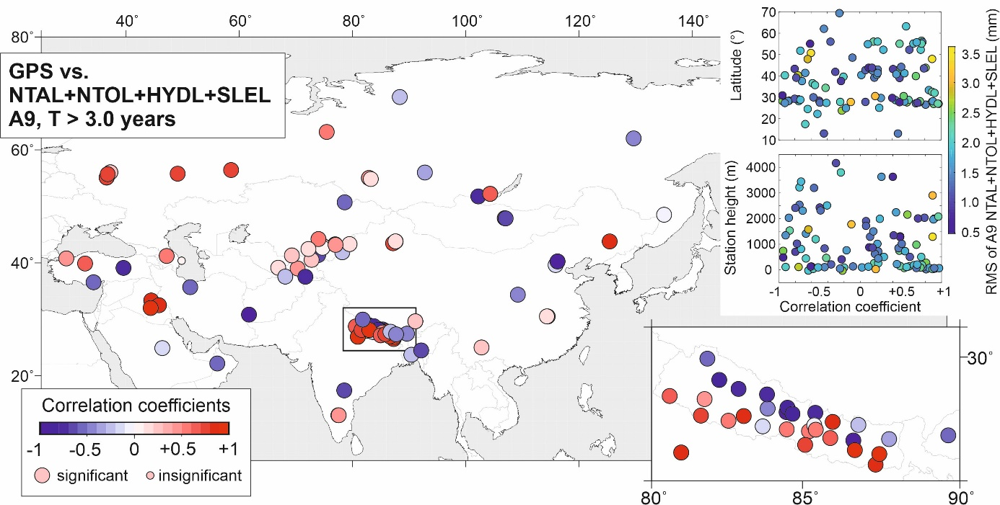 40° 60° 80° 100° 120° 140°
80°
60°
40°
20°
GPS vs.
NTAL+NTOL+HYDL+SLEL
A9, T > 3.0 years
Correlation coefficients
-1 -0.5 0 +0.5 +1
significant insignificant
Latitude (°)
70
60
50
40
30
20
10
Station height (m)
4000
3000
2000
1000
0
-1 -0.5 0 +0.5 +1
Correlation coefficient
3.5
3.0
2.5
2.0
1.5
1.0
0.5
RMS of A9 NTAL+NTOL+HYDL+SLEL (mm)
30°
80° 85° 90°